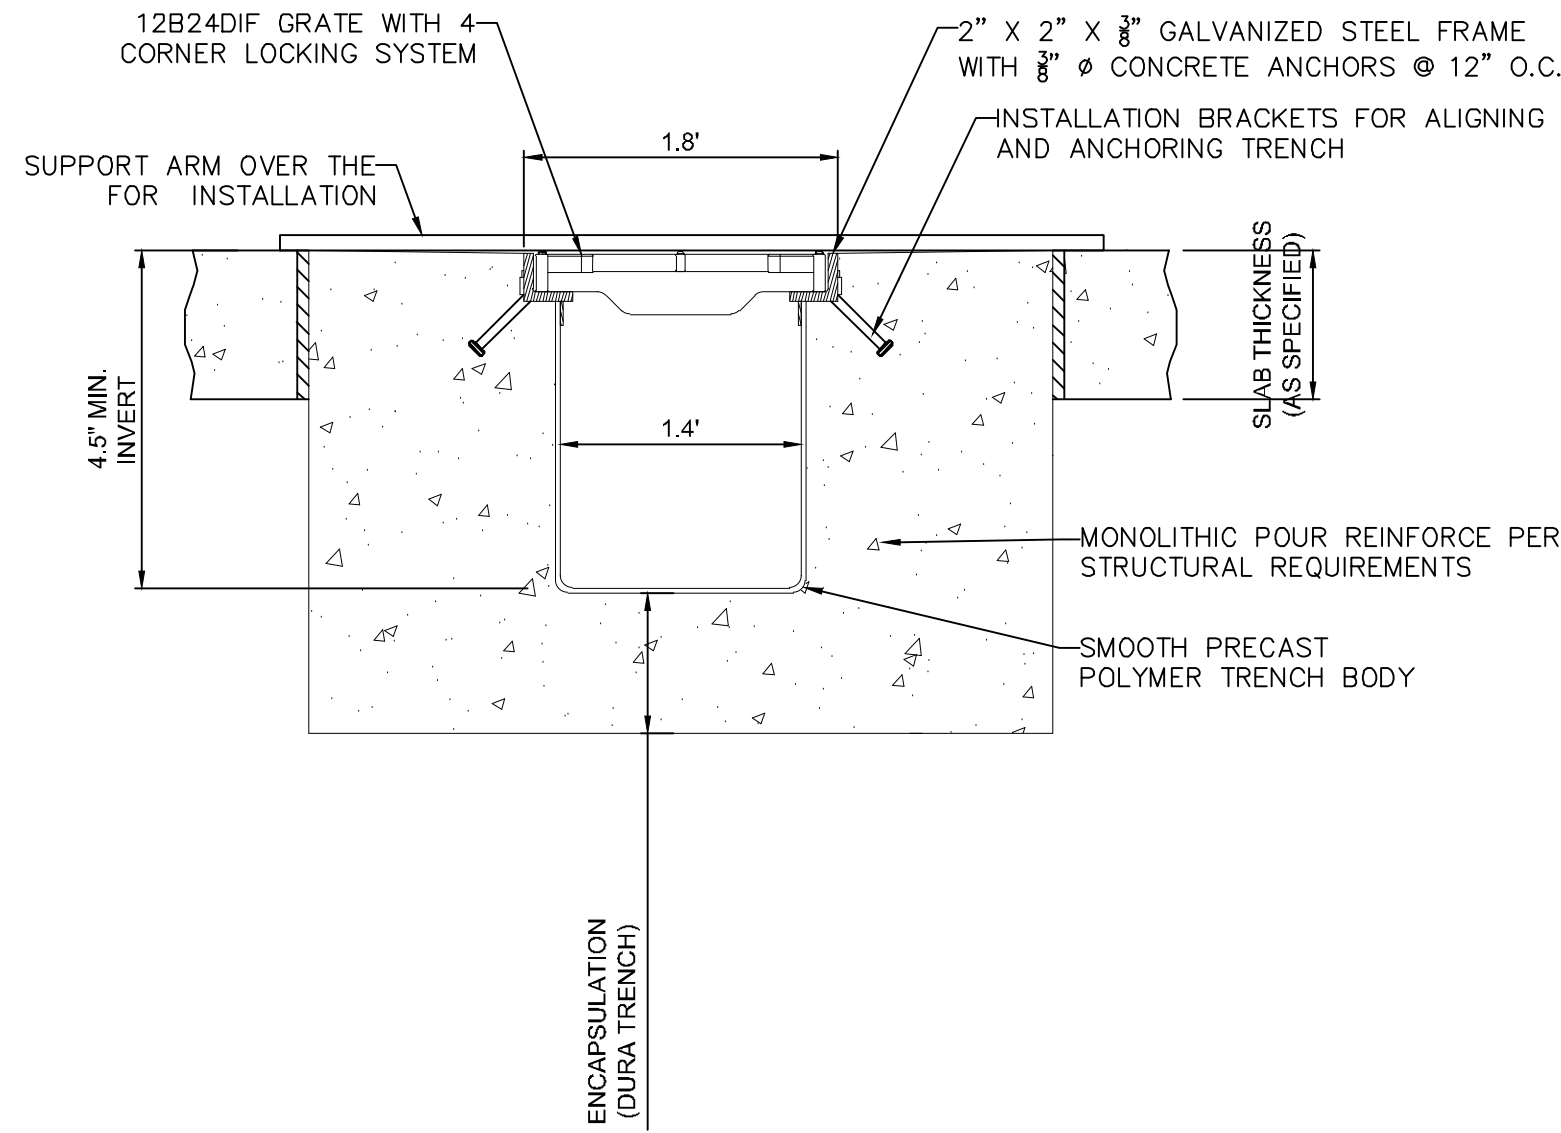 12B24DIF GRATE WITH 4
CORNER LOCKING SYSTEM
2” X 2” X 3/8” GALVANIZED STEEL FRAME
WITH 3/8” Ø CONCRETE ANCHORS @ 12” O.C.
INSTALLATION BRACKETS FOR ALIGNING
AND ANCHORING TRENCH
1.8'
SUPPORT ARM OVER THE
FOR INSTALLATION
SLAB THICKNESS
(AS SPECIFIED)
4.5" MIN.
INVERT
1.4'
MONOLITHIC POUR REINFORCE PER
STRUCTURAL REQUIREMENTS
SMOOTH PRECAST
POLYMER TRENCH BODY
ENCAPSULATION
(DURA TRENCH)